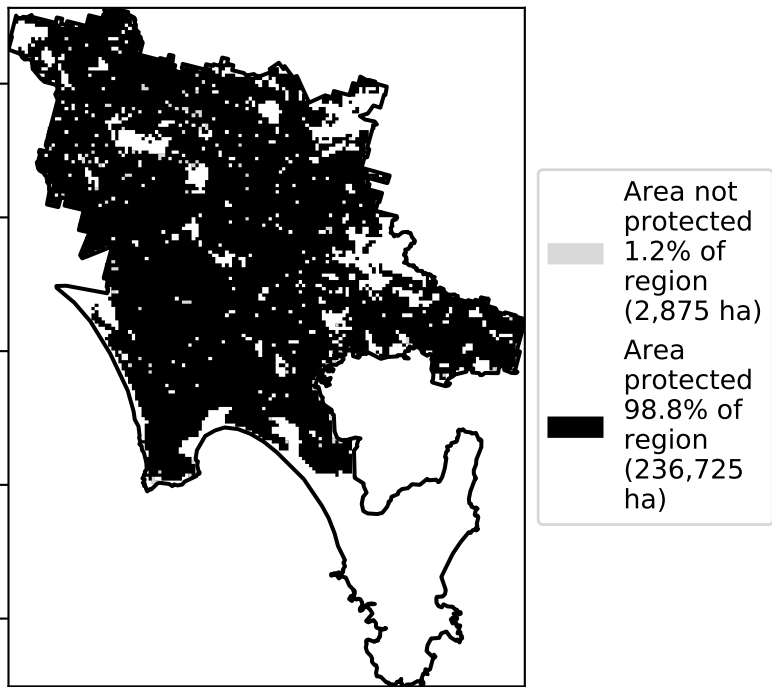 Area not
protected
1.2% of
region
(2,875 ha)
Area
protected
98.8% of
region
(236,725
ha)